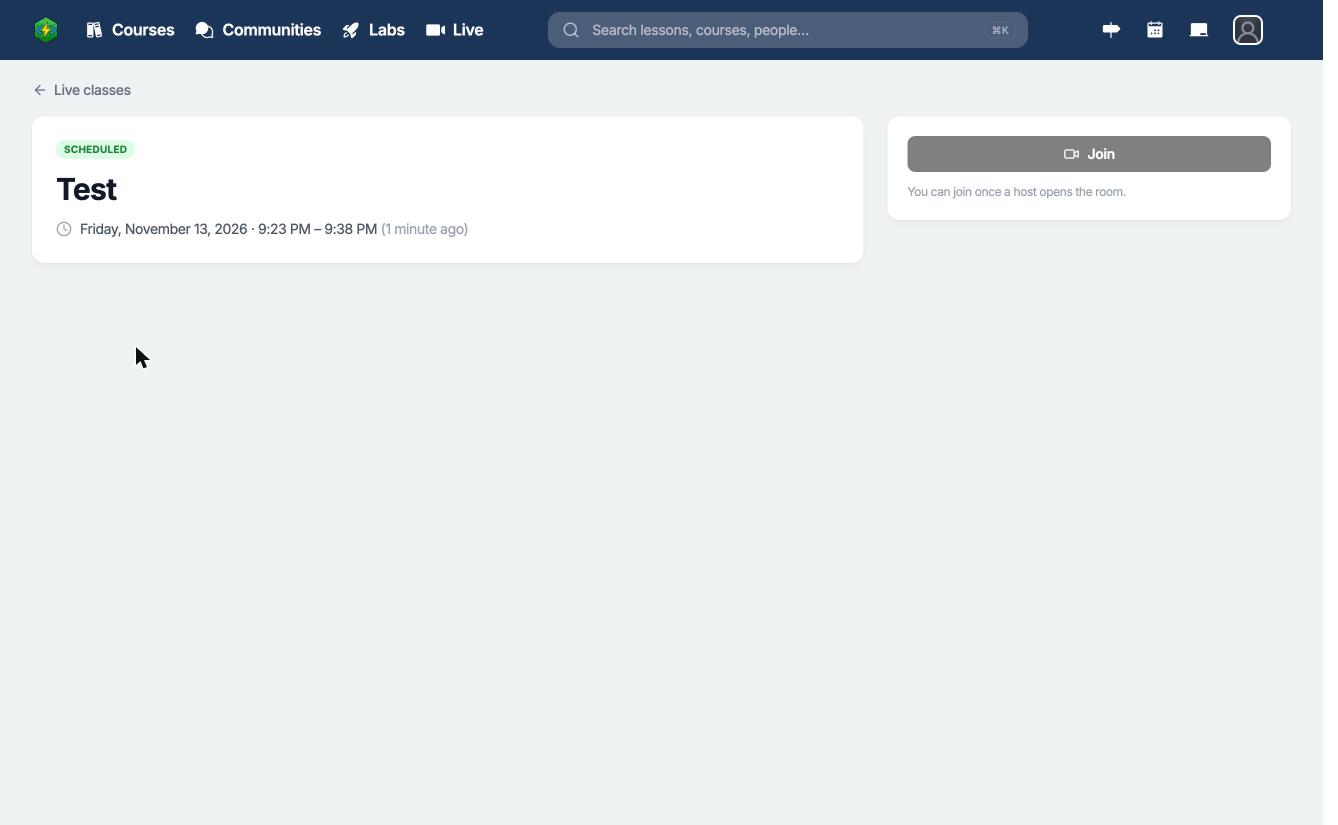 Courses
Communities
Labs
Live
Search lessons, courses, people...
⌘K
Live classes
SCHEDULED
Test
Friday, November 13, 2026 · 9:23 PM – 9:38 PM (1 minute ago)
Join
You can join once a host opens the room.